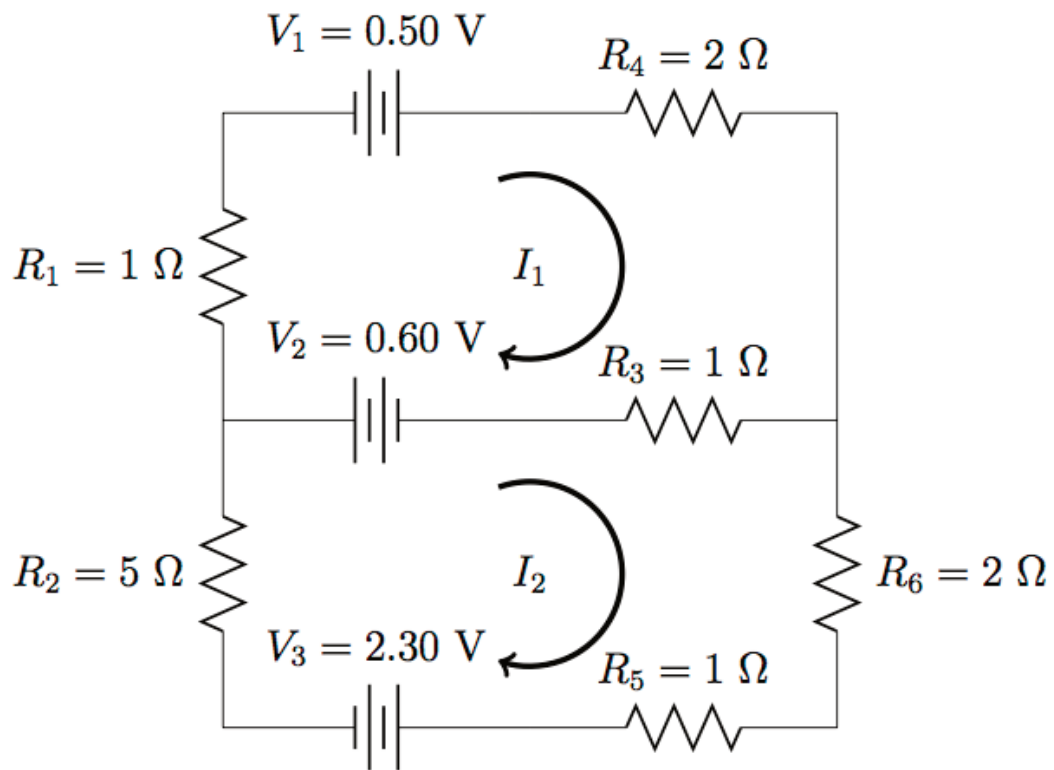 V₁ = 0.50 V
R₄ = 2 Ω
R₁ = 1 Ω
I₁
V₂ = 0.60 V
R₃ = 1 Ω
R₂ = 5 Ω
I₂
R₆ = 2 Ω
V₃ = 2.30 V
R₅ = 1 Ω